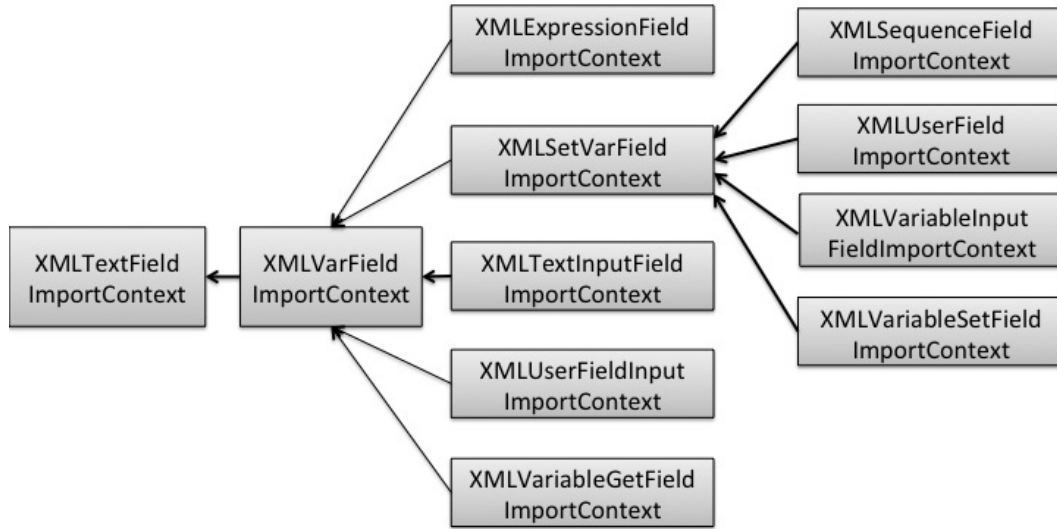 XMLTextField
ImportContext
XMLVarField
ImportContext
XMLExpressionField
ImportContext
XMLSetVarField
ImportContext
XMLTextInputField
ImportContext
XMLUserFieldInput
ImportContext
XMLVariableGetField
ImportContext
XMLSequenceField
ImportContext
XMLUserField
ImportContext
XMLVariableInput
FieldImportContext
XMLVariableSetField
ImportContext